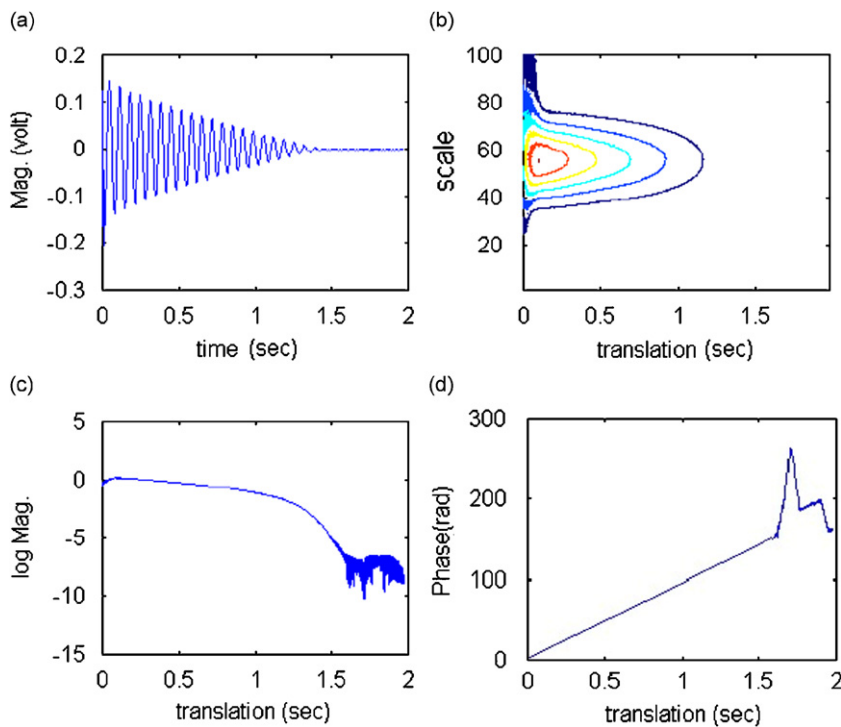 (a)
0.2
0.1
0
-0.1
-0.2
-0.3
Mag. (volt)
0 0.5 1 1.5 2
time (sec)
(b)
100
80
60
40
20
scale
0.5 1 1.5
translation (sec)
(c)
5
0
-5
-10
-15
log Mag.
0 0.5 1 1.5 2
translation (sec)
(d)
300
200
100
0
Phase(rad)
0 0.5 1 1.5 2
translation (sec)